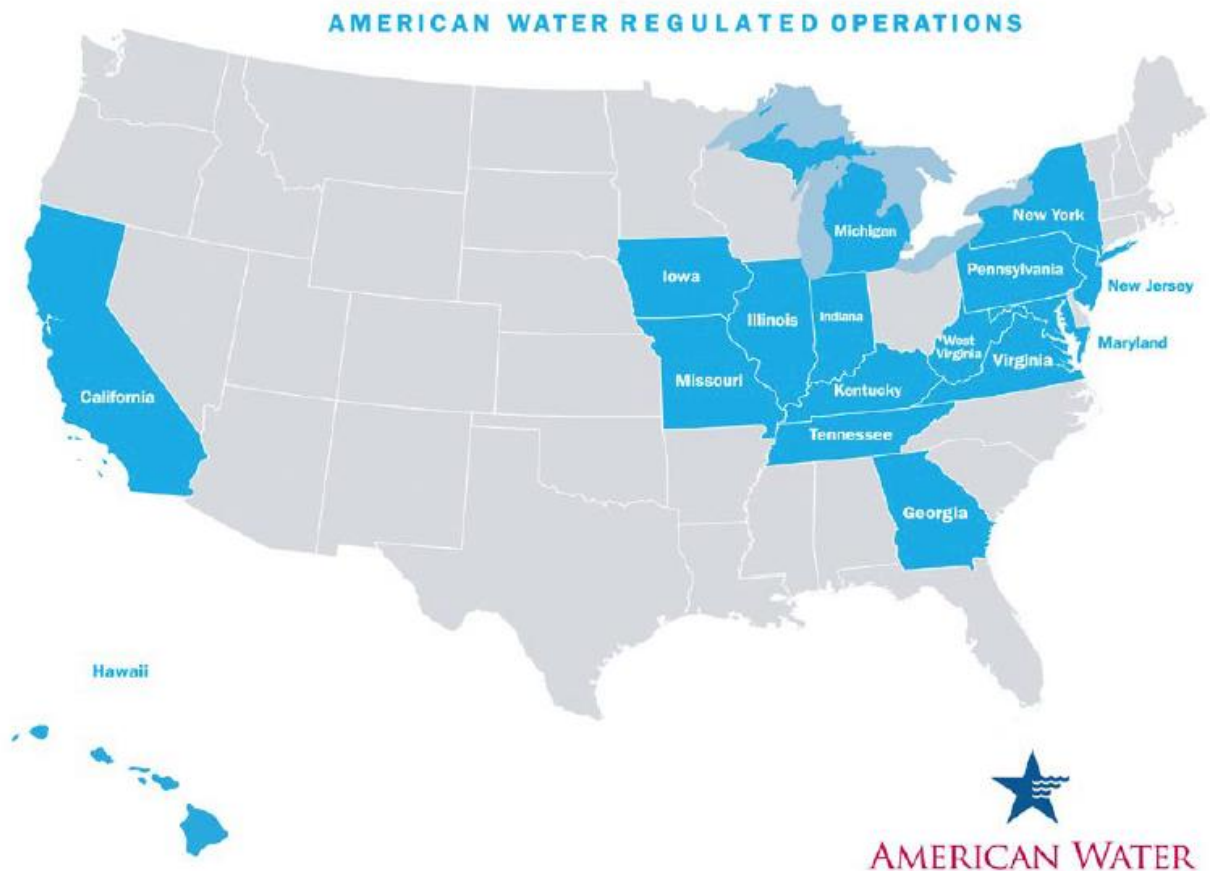 AMERICAN WATER REGULATED OPERATIONS
Michigan
New York
Iowa
Pennsylvania
New Jersey
Illinois
Indiana
West
Virginia
Virginia
Maryland
Missouri
Kentucky
California
Tennessee
Georgia
Hawaii
AMERICAN WATER